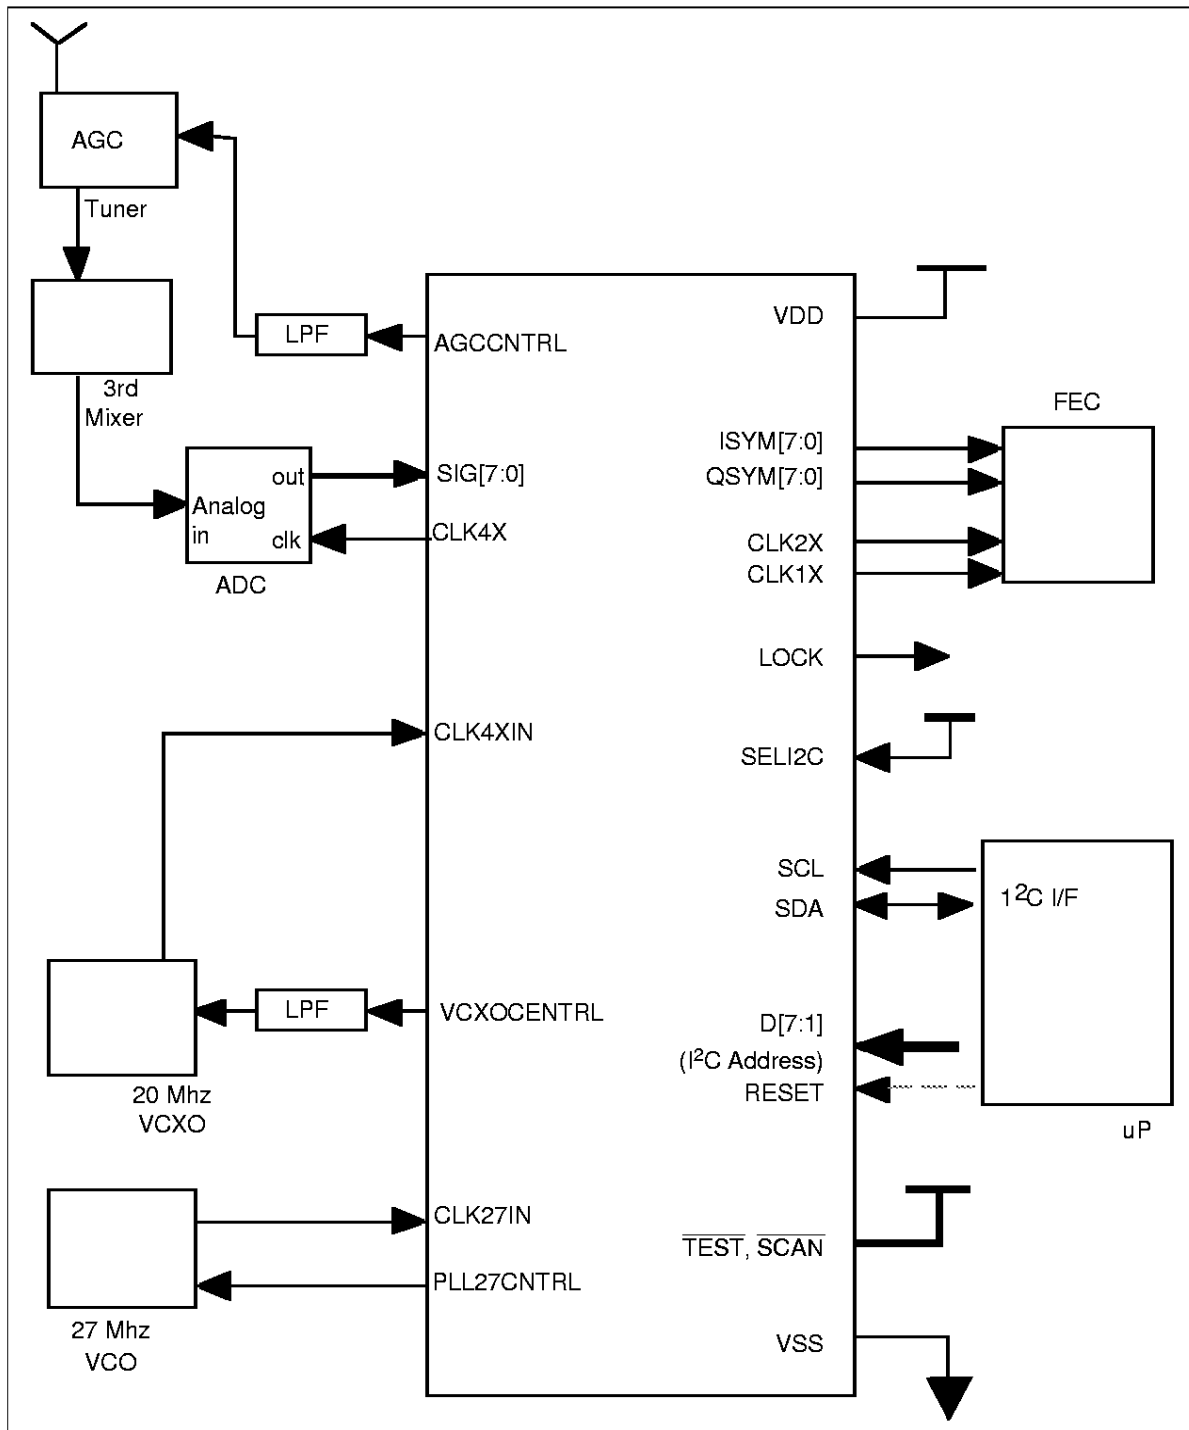 AGC
Tuner
3rd
Mixer
LPF
AGCCNTRL
out
Analog
in
clk
ADC
SIG[7:0]
CLK4X
CLK4XIN
LPF
VCXOCENTRL
20 Mhz
VCXO
CLK27IN
PLL27CNTRL
27 Mhz
VCO
VDD
FEC
ISYM[7:0]
QSYM[7:0]
CLK2X
CLK1X
LOCK
SELI2C
SCL
SDA
1²C I/F
D[7:1]
(I²C Address)
RESET
uP
TEST, SCAN
VSS